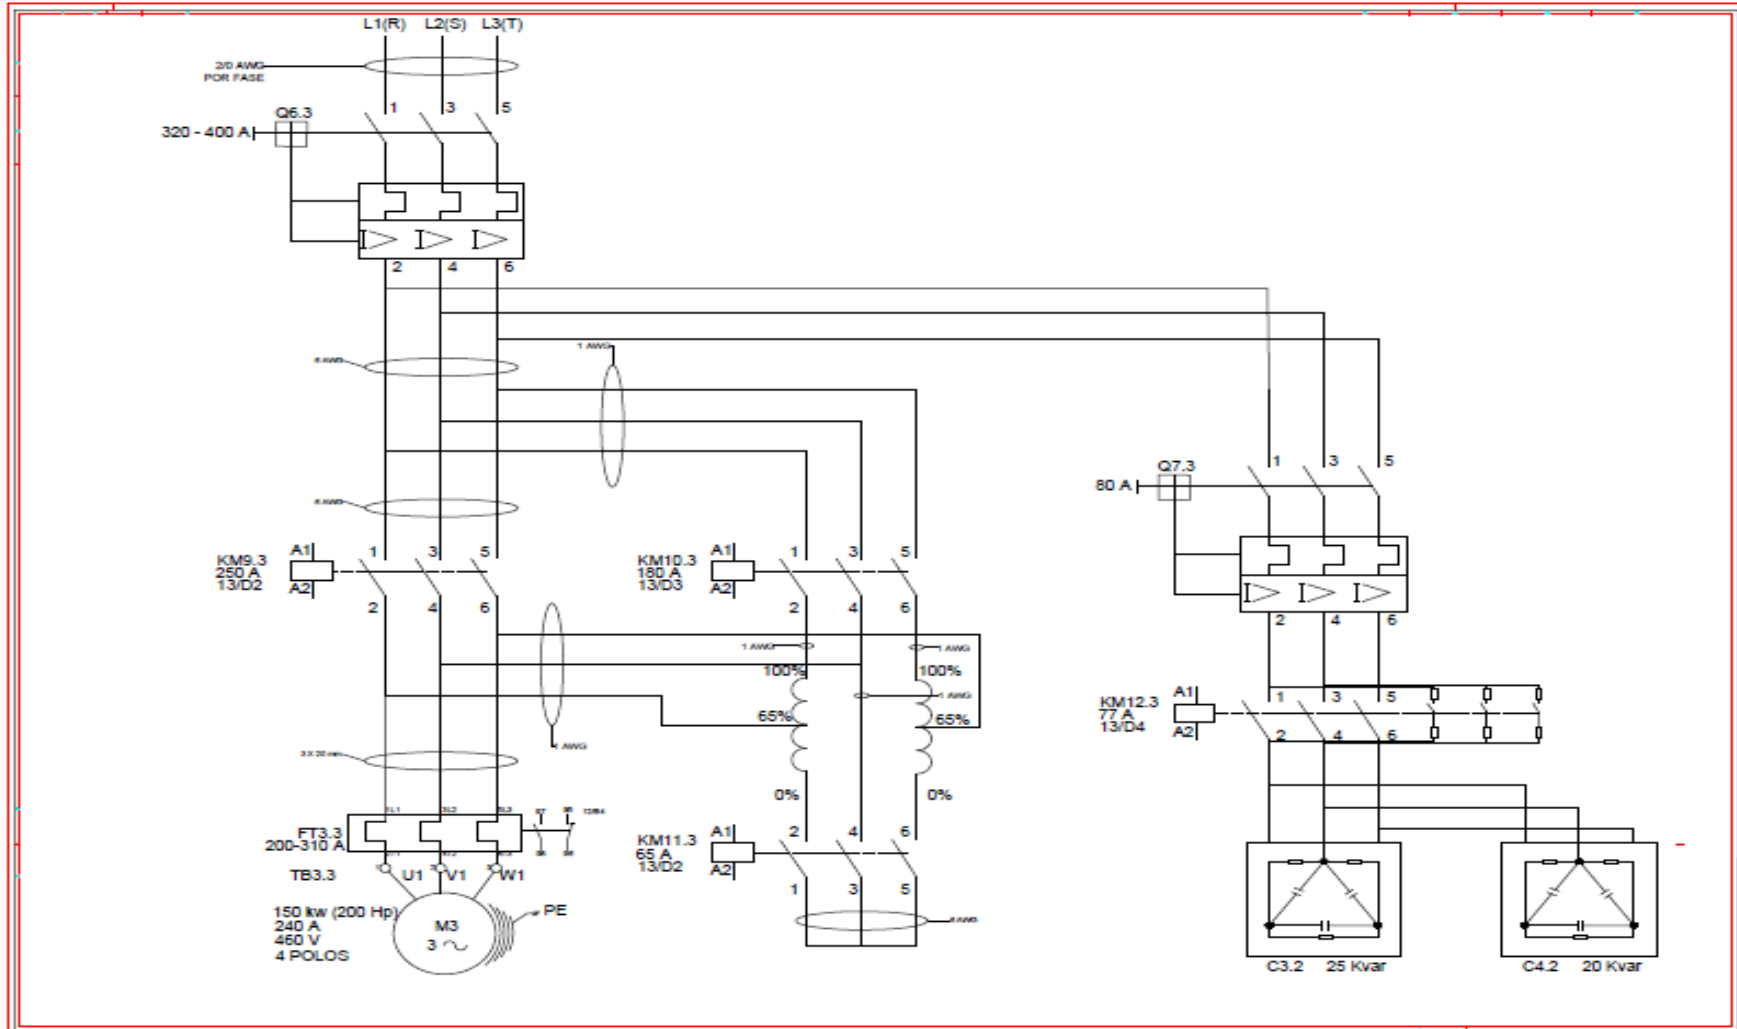 L1(R) L2(S) L3(T)
2/0 AWG
POR FASE
1 3 5
Q6.3
320 - 400 A
2 4 6
1 AWG
6 AWG
Q7.3
80 A
1 3 5
KM9.3
250 A
13/D2
A1
A2
1 3 5
2 4 6
KM10.3
180 A
13/D3
A1
A2
1 3 5
2 4 6
2 4 6
1 AWG
1 AWG
1 AWG
100%
100%
65%
65%
0%
0%
1 AWG
KM12.3
77 A
13/D4
A1
A2
1 3 5
2 4 6
FT3.3
200-310 A
97
KM11.3
65 A
13/D2
A1
A2
2 4 6
1 3 5
TB3.3
U1 V1 W1
150 kw (200 Hp)
240 A
460 V
4 POLOS
M3
3
PE
C3.2 25 Kvar
C4.2 20 Kvar